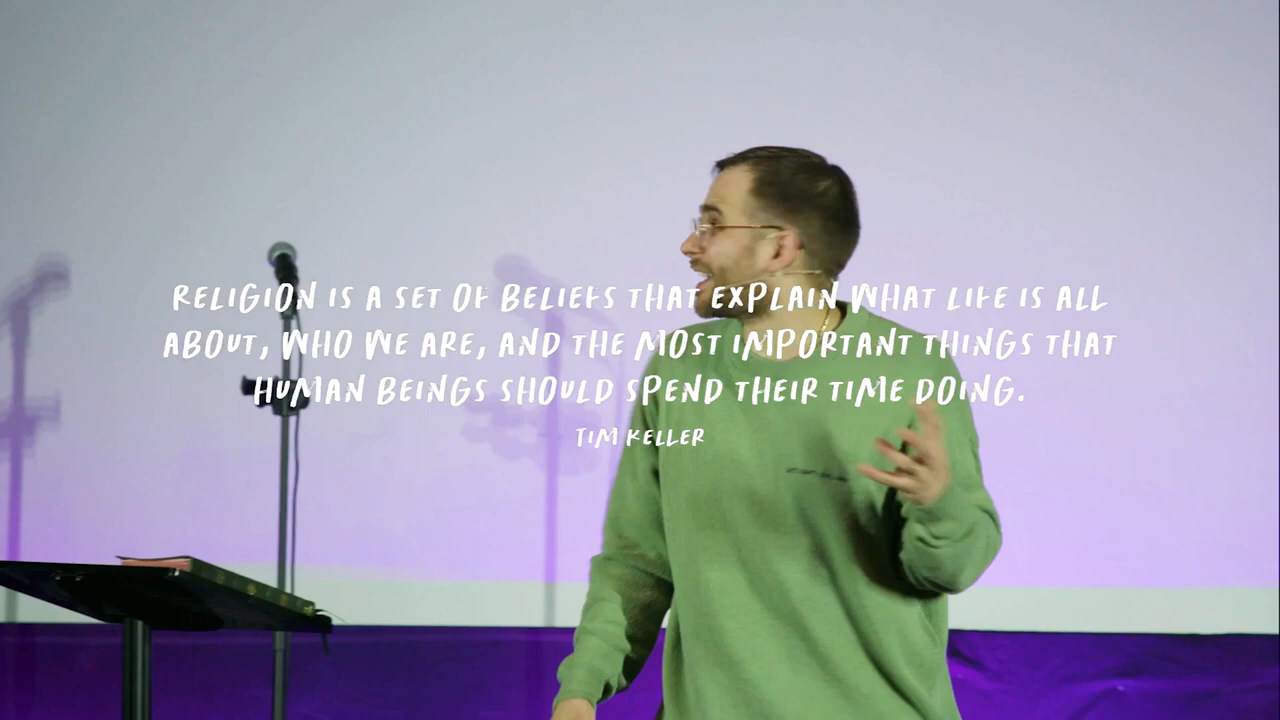 RELIGION IS A SET OF BELIEFS THAT EXPLAIN WHAT LIFE IS ALL
ABOUT, WHO WE ARE, AND THE MOST IMPORTANT THINGS THAT
HUMAN BEINGS SHOULD SPEND THEIR TIME DOING.
TIM KELLER